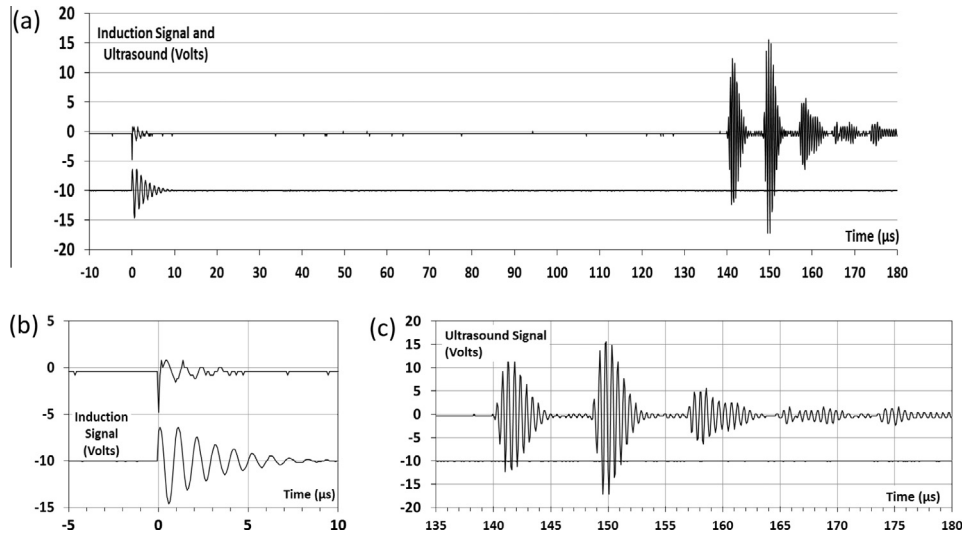 (a)
Induction Signal and
Ultrasound (Volts)
20
15
10
5
0
-5
-10
-15
-20
Time (µs)
-10 0 10 20 30 40 50 60 70 80 90 100 110 120 130 140 150 160 170 180
(b)
5
0
-5
-10
-15
Induction
Signal
(Volts)
Time (µs)
-5 0 5 10
(c)
Ultrasound Signal
(Volts)
20
15
10
5
0
-5
-10
-15
-20
Time (µs)
135 140 145 150 155 160 165 170 175 180